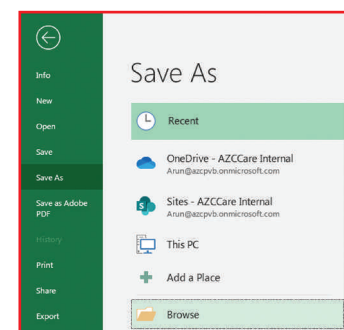 Info
New
Open
Save
Save As
Save as Adobe
PDF
History
Print
Share
Export
Save As
Recent
OneDrive - AZCCare Internal
Arun@azcpvb.onmicrosoft.com
Sites - AZCCare Internal
Arun@azcpvb.onmicrosoft.com
This PC
Add a Place
Browse